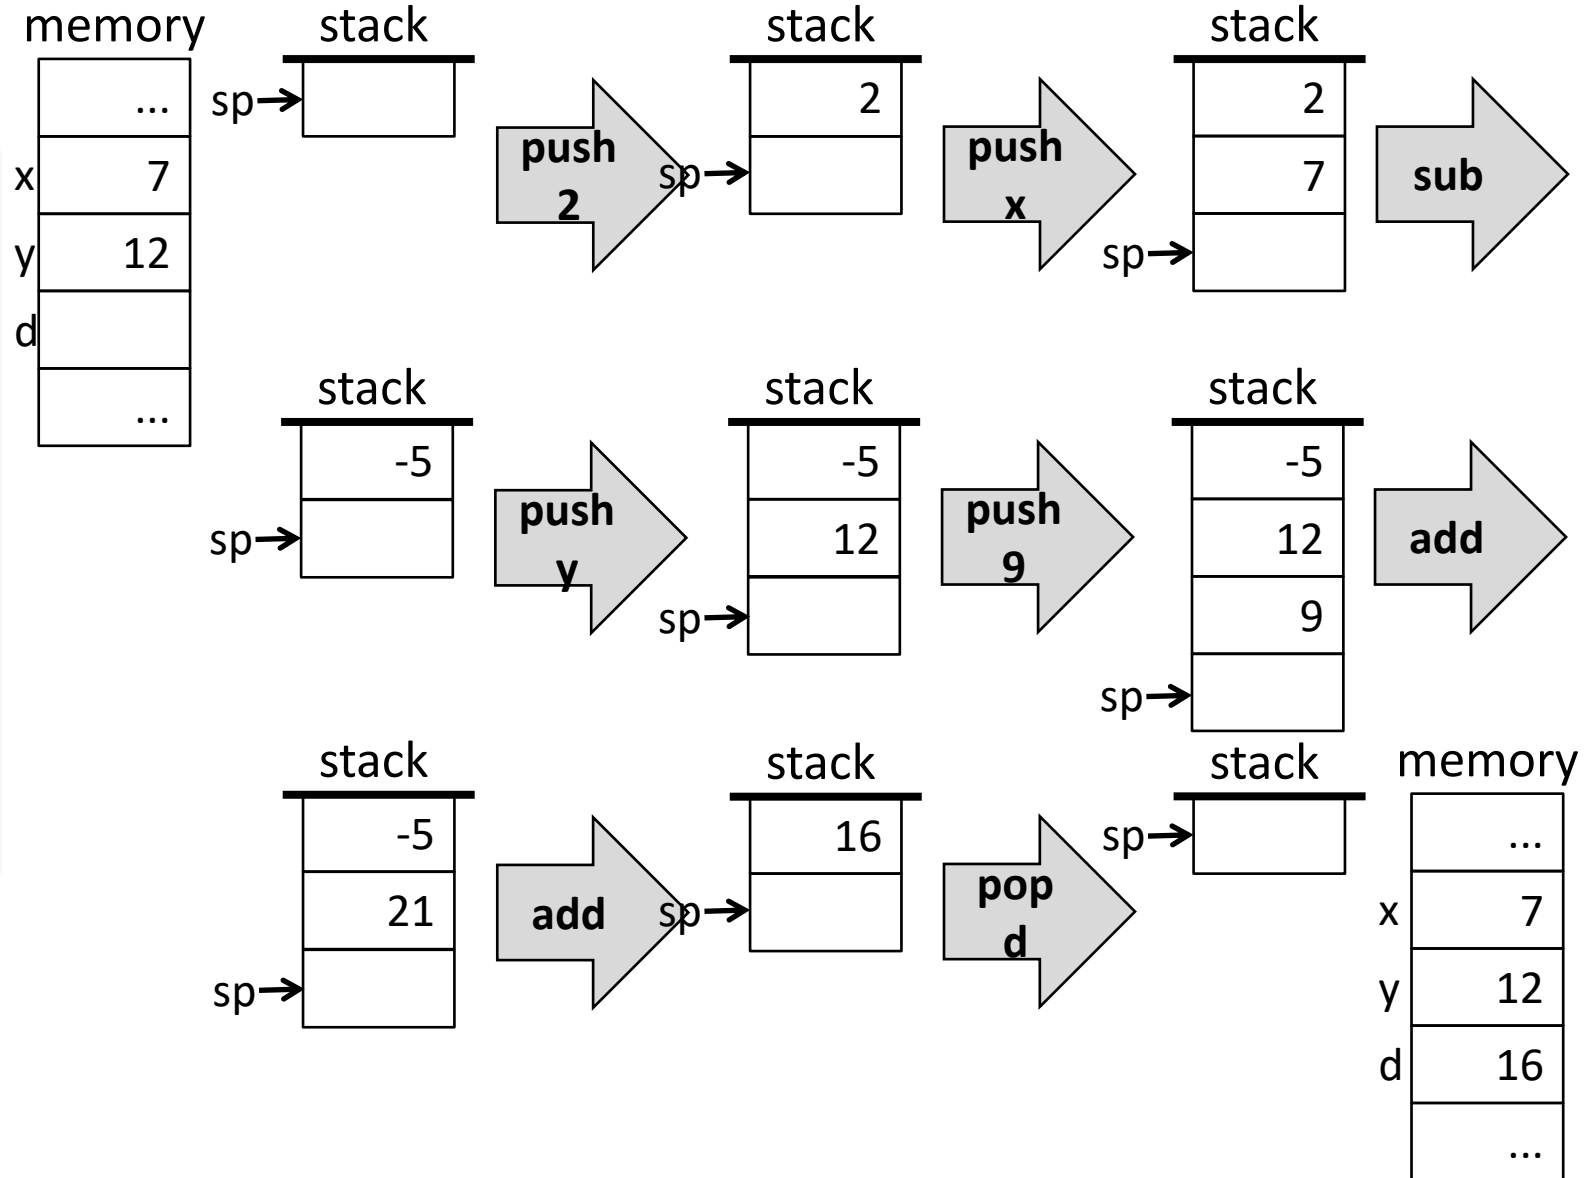 memory
...
x 7
y 12
d
...
stack
sp
push
2
stack
2
sp
push
x
stack
2
7
sp
sub
stack
-5
sp
push
y
stack
-5
12
sp
push
9
stack
-5
12
9
sp
add
stack
-5
21
sp
add
stack
16
sp
pop
d
stack
sp
memory
...
x 7
y 12
d 16
...